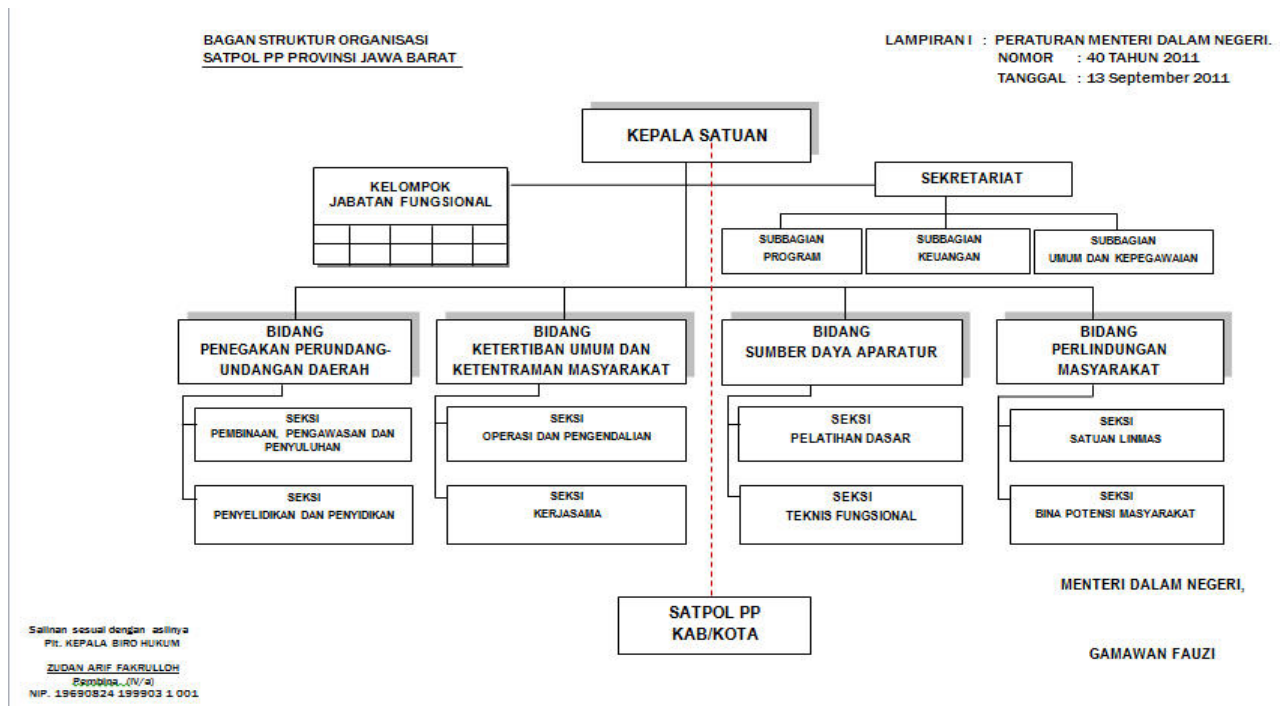 BAGAN STRUKTUR ORGANISASI
SATPOL PP PROVINSI JAWA BARAT
LAMPIRAN I : PERATURAN MENTERI DALAM NEGERI.
NOMOR : 40 TAHUN 2011
TANGGAL : 13 September 2011
KEPALA SATUAN
KELOMPOK
JABATAN FUNGSIONAL
SEKRETARIAT
SUBBAGIAN
PROGRAM
SUBBAGIAN
KEUANGAN
SUBBAGIAN
UMUM DAN KEPEGAWAIAN
BIDANG
PENEGAKAN PERUNDANG-
UNDANGAN DAERAH
BIDANG
KETERTIBAN UMUM DAN
KETENTRAMAN MASYARAKAT
BIDANG
SUMBER DAYA APARATUR
BIDANG
PERLINDUNGAN
MASYARAKAT
SEKSI
PEMBINAAN, PENGAWASAN DAN
PENYULUHAN
SEKSI
OPERASI DAN PENGENDALIAN
SEKSI
PELATIHAN DASAR
SEKSI
SATUAN LINMAS
SEKSI
PENYELIDIKAN DAN PENYIDIKAN
SEKSI
KERJASAMA
SEKSI
TEKNIS FUNGSIONAL
SEKSI
BINA POTENSI MASYARAKAT
SATPOL PP
KAB/KOTA
MENTERI DALAM NEGERI,
GAMAWAN FAUZI
Salinan sesuai dengan aslinya
Plt. KEPALA BIRO HUKUM
ZUDAN ARIF FAKRULLOH
Pembina (IV/a)
NIP. 19690824 199903 1 001